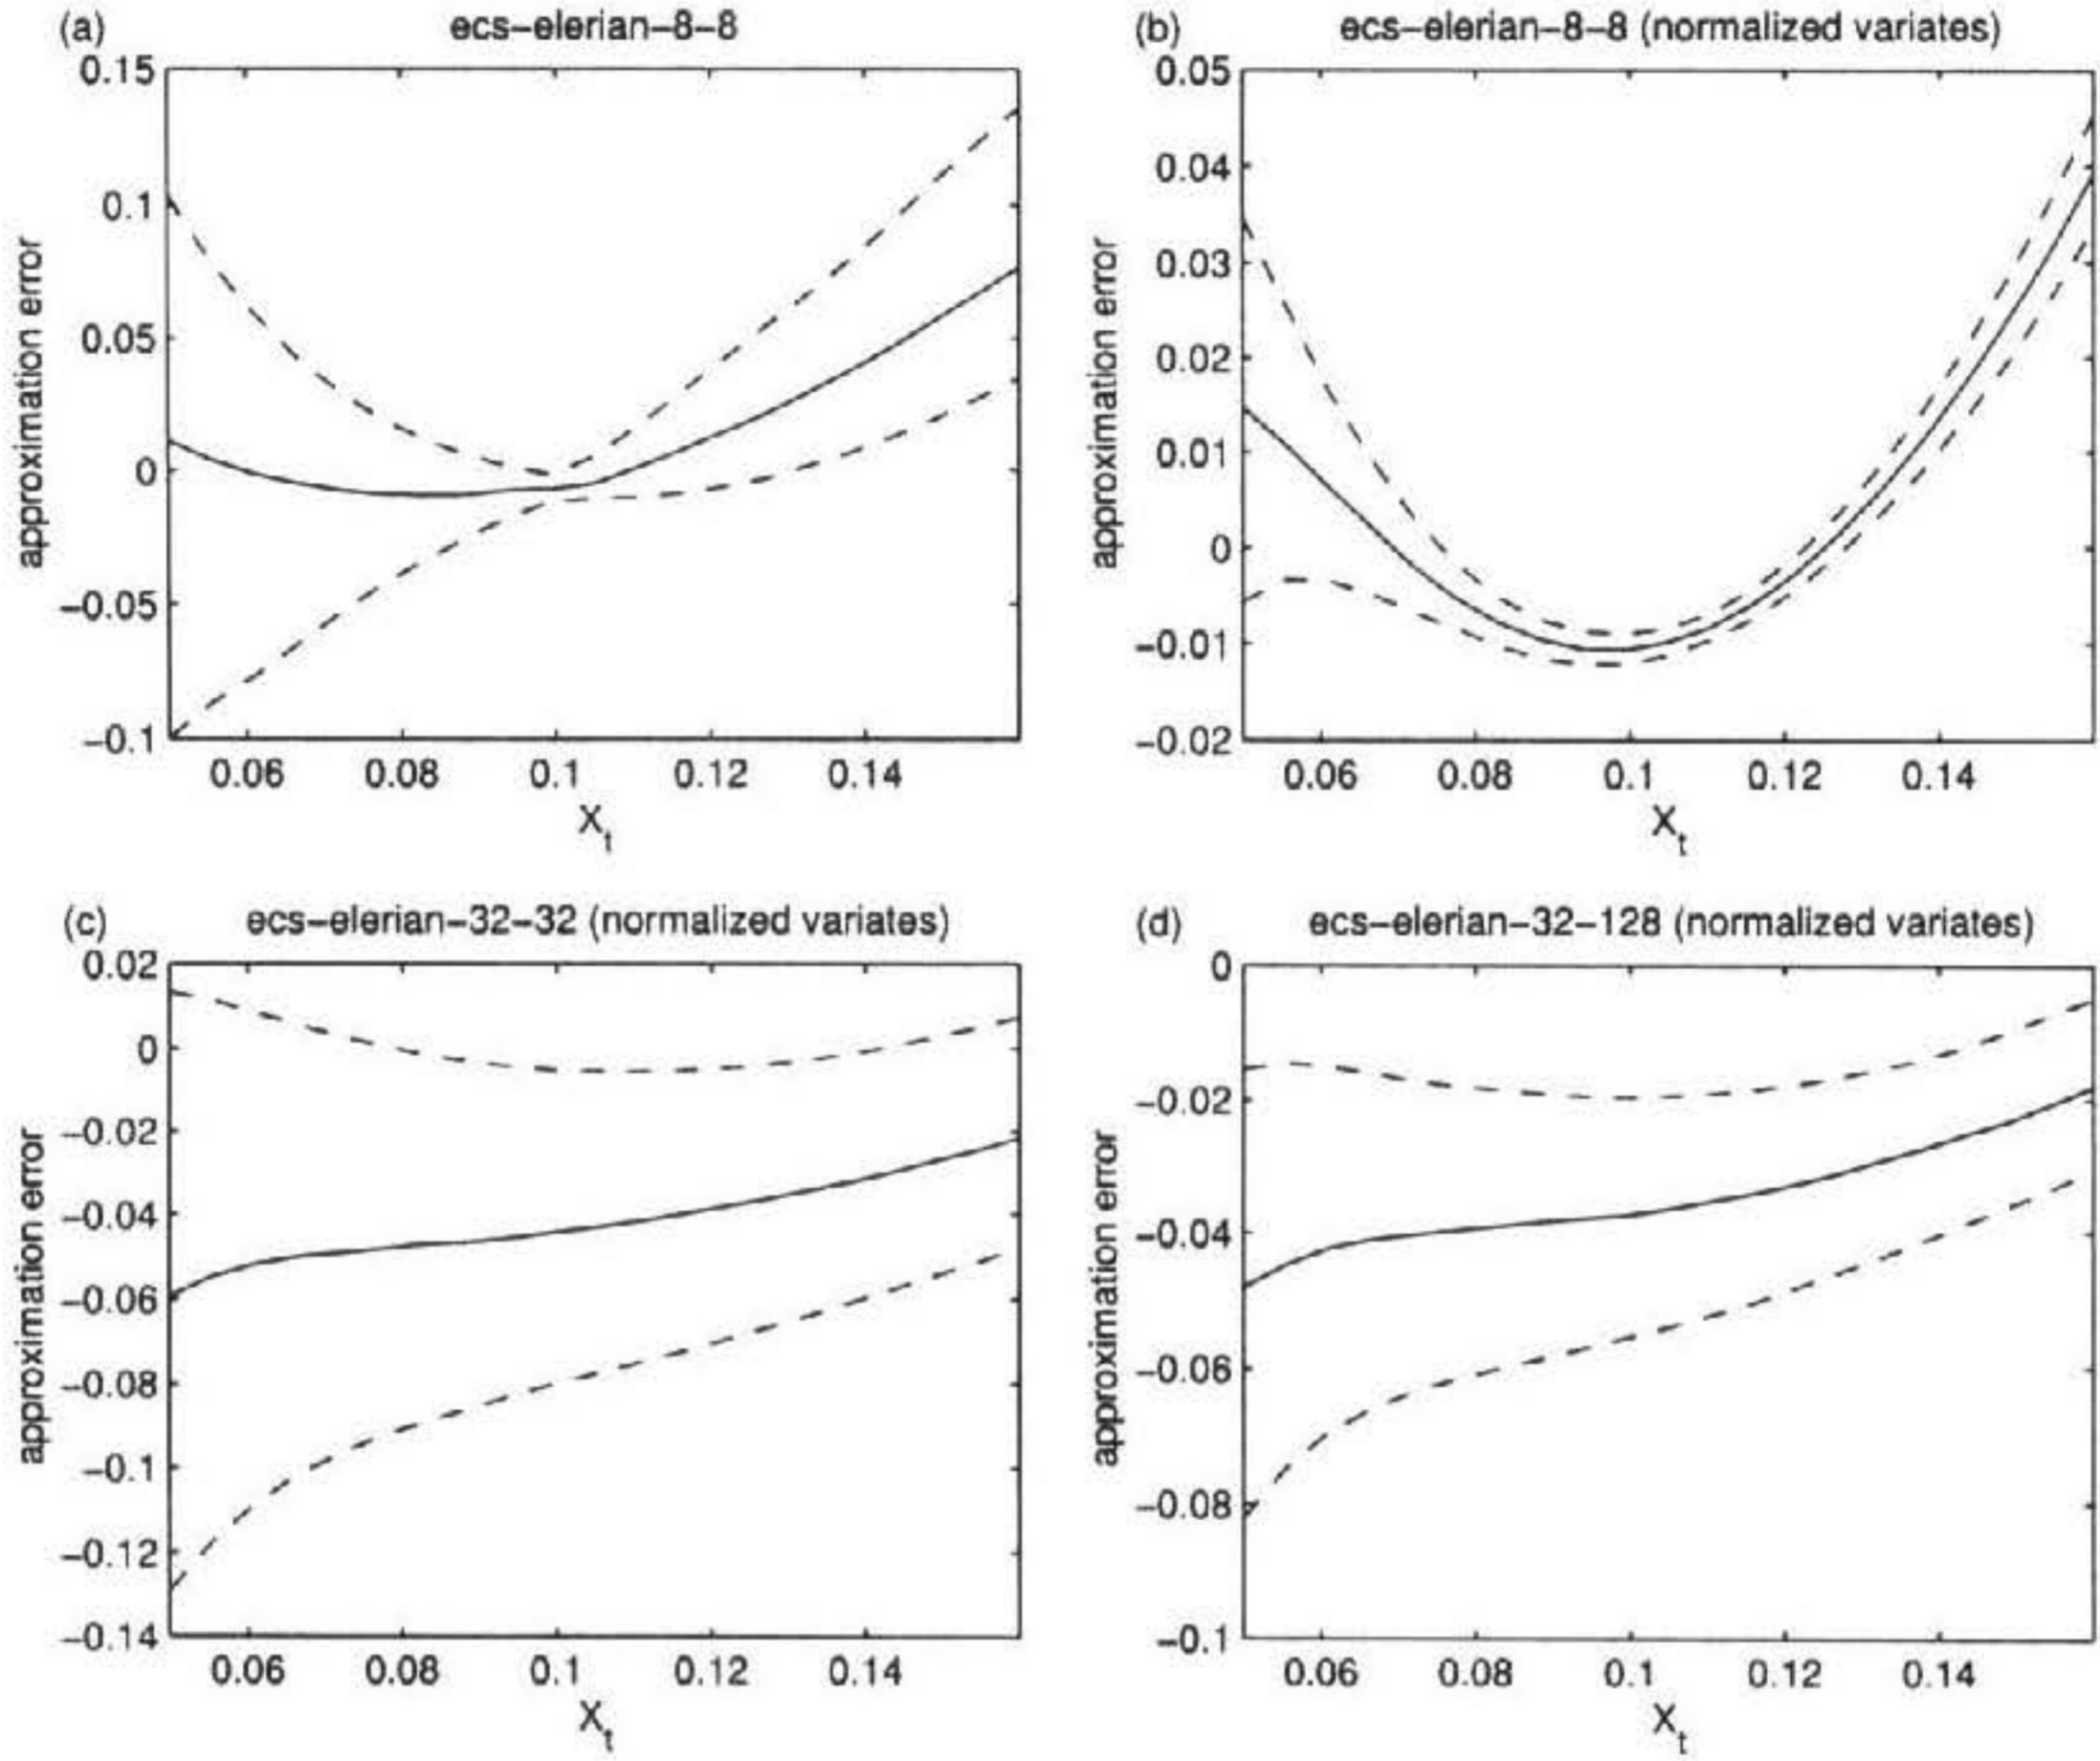 (a) ecs-elerian-8-8
0.15
0.1
0.05
0
-0.05
-0.1
approximation error
0.06 0.08 0.1 0.12 0.14
Xt
(b) ecs-elerian-8-8 (normalized variates)
0.05
0.04
0.03
0.02
0.01
0
-0.01
-0.02
approximation error
0.06 0.08 0.1 0.12 0.14
Xt
(c) ecs-elerian-32-32 (normalized variates)
0.02
0
-0.02
-0.04
-0.06
-0.08
-0.1
-0.12
-0.14
approximation error
0.06 0.08 0.1 0.12 0.14
Xt
(d) ecs-elerian-32-128 (normalized variates)
0
-0.02
-0.04
-0.06
-0.08
-0.1
approximation error
0.06 0.08 0.1 0.12 0.14
Xt